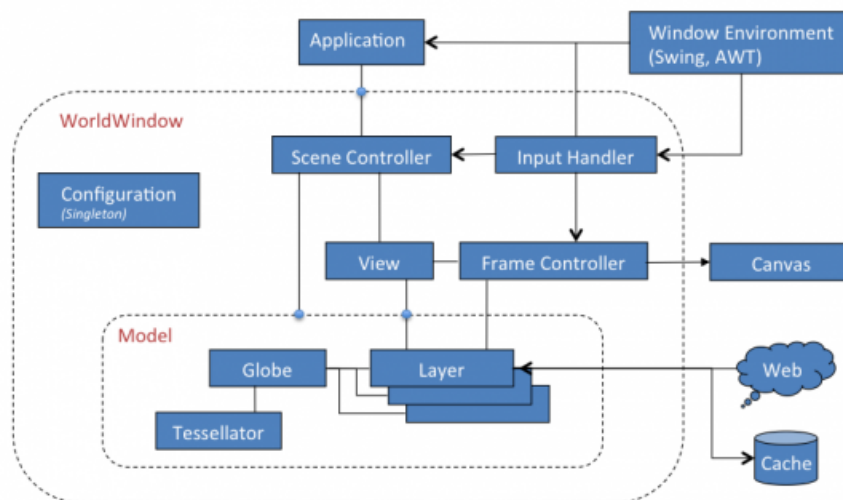 Application
Window Environment
(Swing, AWT)
WorldWindow
Scene Controller
Input Handler
Configuration
(Singleton)
View
Frame Controller
Canvas
Model
Globe
Layer
Web
Tessellator
Cache